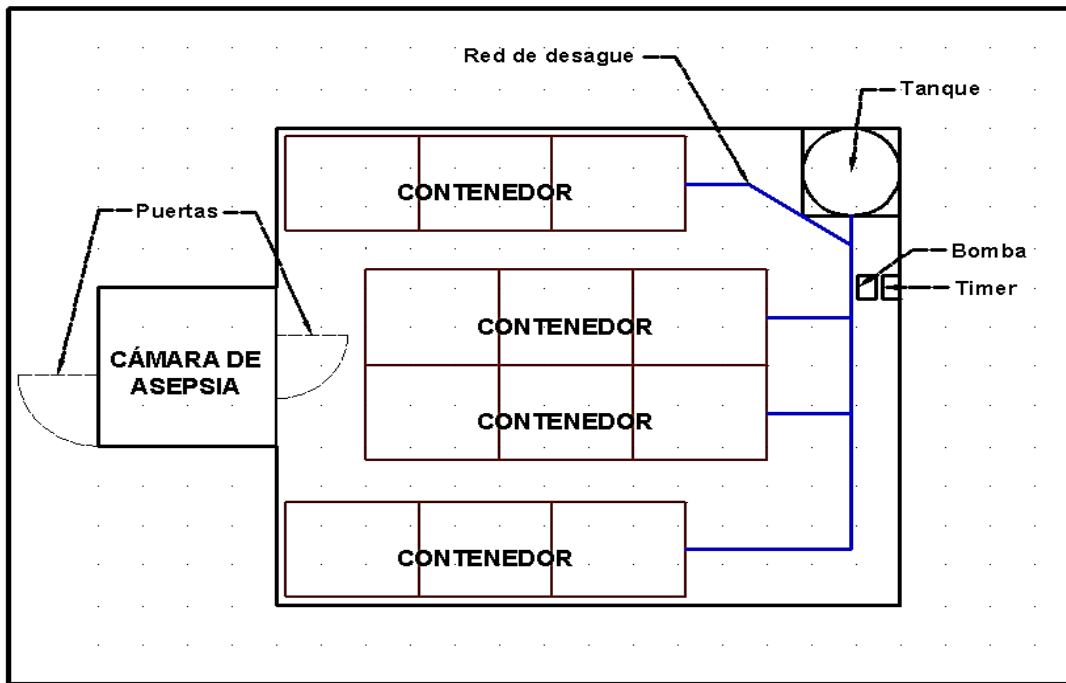 Red de desague
Tanque
CONTENEDOR
Puertas
Bomba
Timer
CONTENEDOR
CÁMARA DE
ASEPSIA
CONTENEDOR
CONTENEDOR